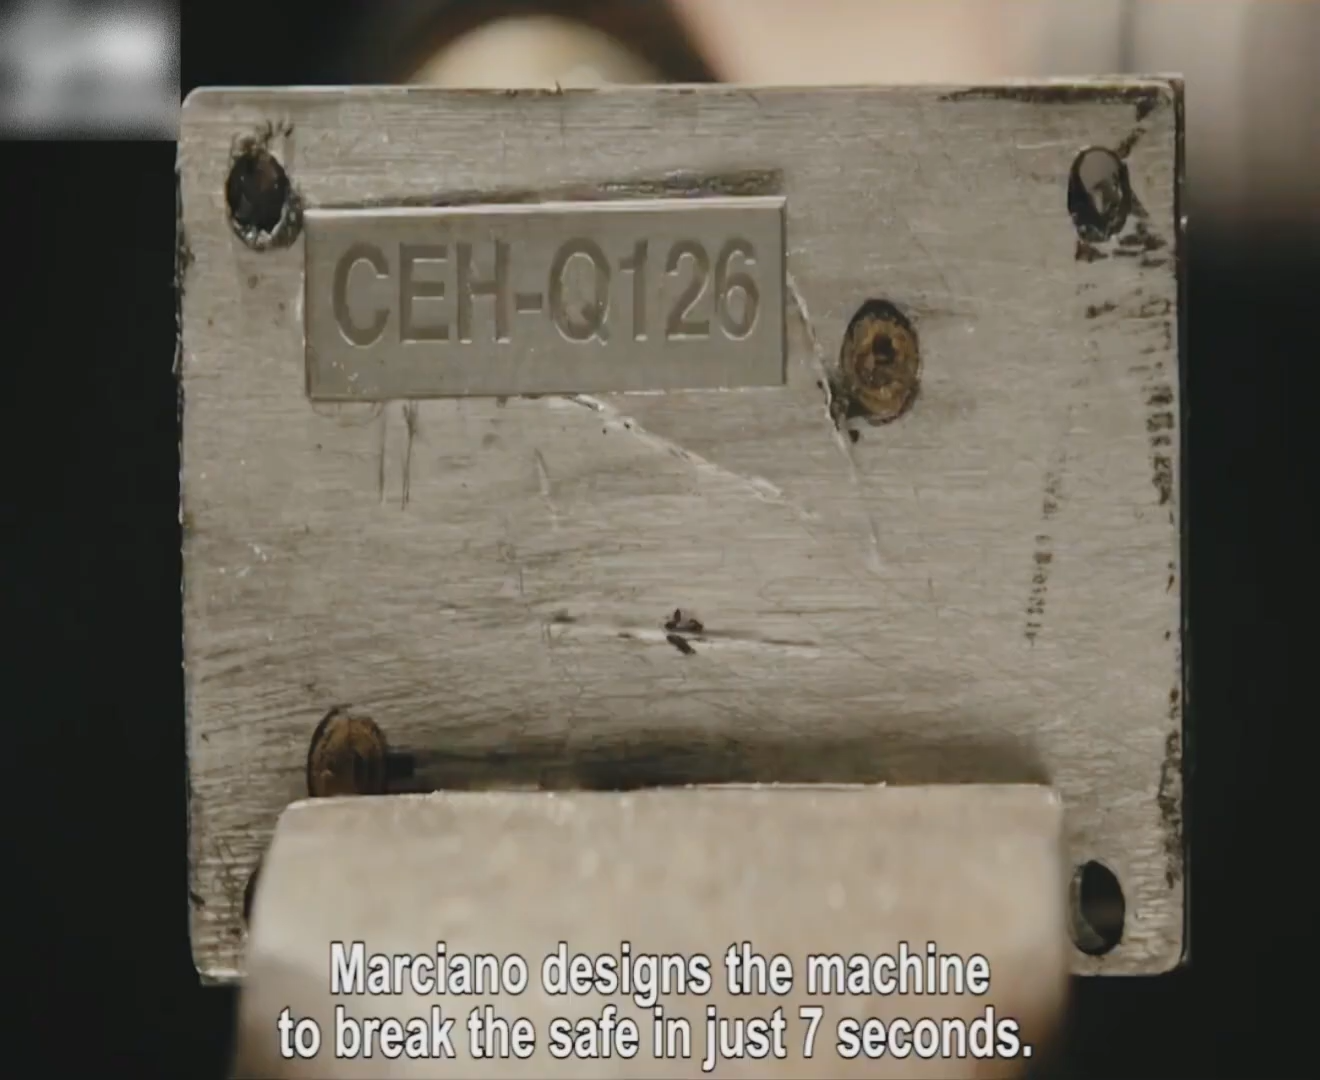 CEH-Q126
Marciano designs the machine
to break the safe in just 7 seconds.